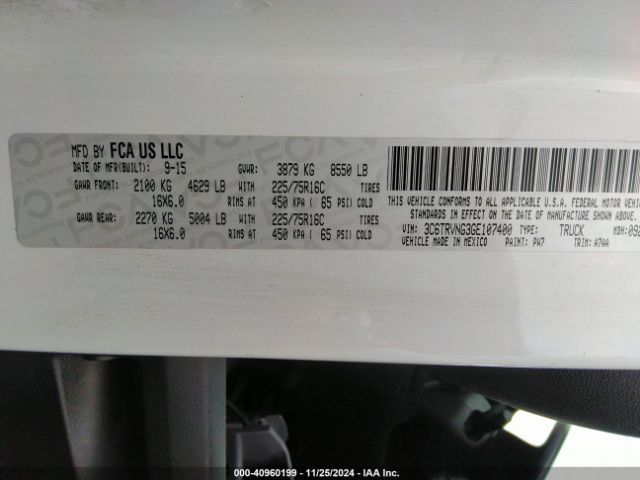 MFD BY FCA US LLC
DATE OF MFR(BUILT): 9-15 GVWR: 3879 KG 8550 LB
GAWR FRONT: 2100 KG 4629 LB WITH 225/75R16C TIRES
16X6.0 RIMS AT 450 KPA ( 65 PSI) COLD
GAWR REAR: 2270 KG 5004 LB WITH 225/75R16C TIRES
16X6.0 RIMS AT 450 KPA ( 65 PSI) COLD
THIS VEHICLE CONFORMS TO ALL APPLICABLE U.S.A. FEDERAL MOTOR VEHIC
STANDARDS IN EFFECT ON THE DATE OF MANUFACTURE SHOWN ABOVE.
VIN: 3C6TRVNG3GE107400 TYPE: TRUCK MDH:092
VEHICLE MADE IN MEXICO PAINT: PW7 TRIM: A7AA
000-40960199 - 11/25/2024 - IAA Inc.